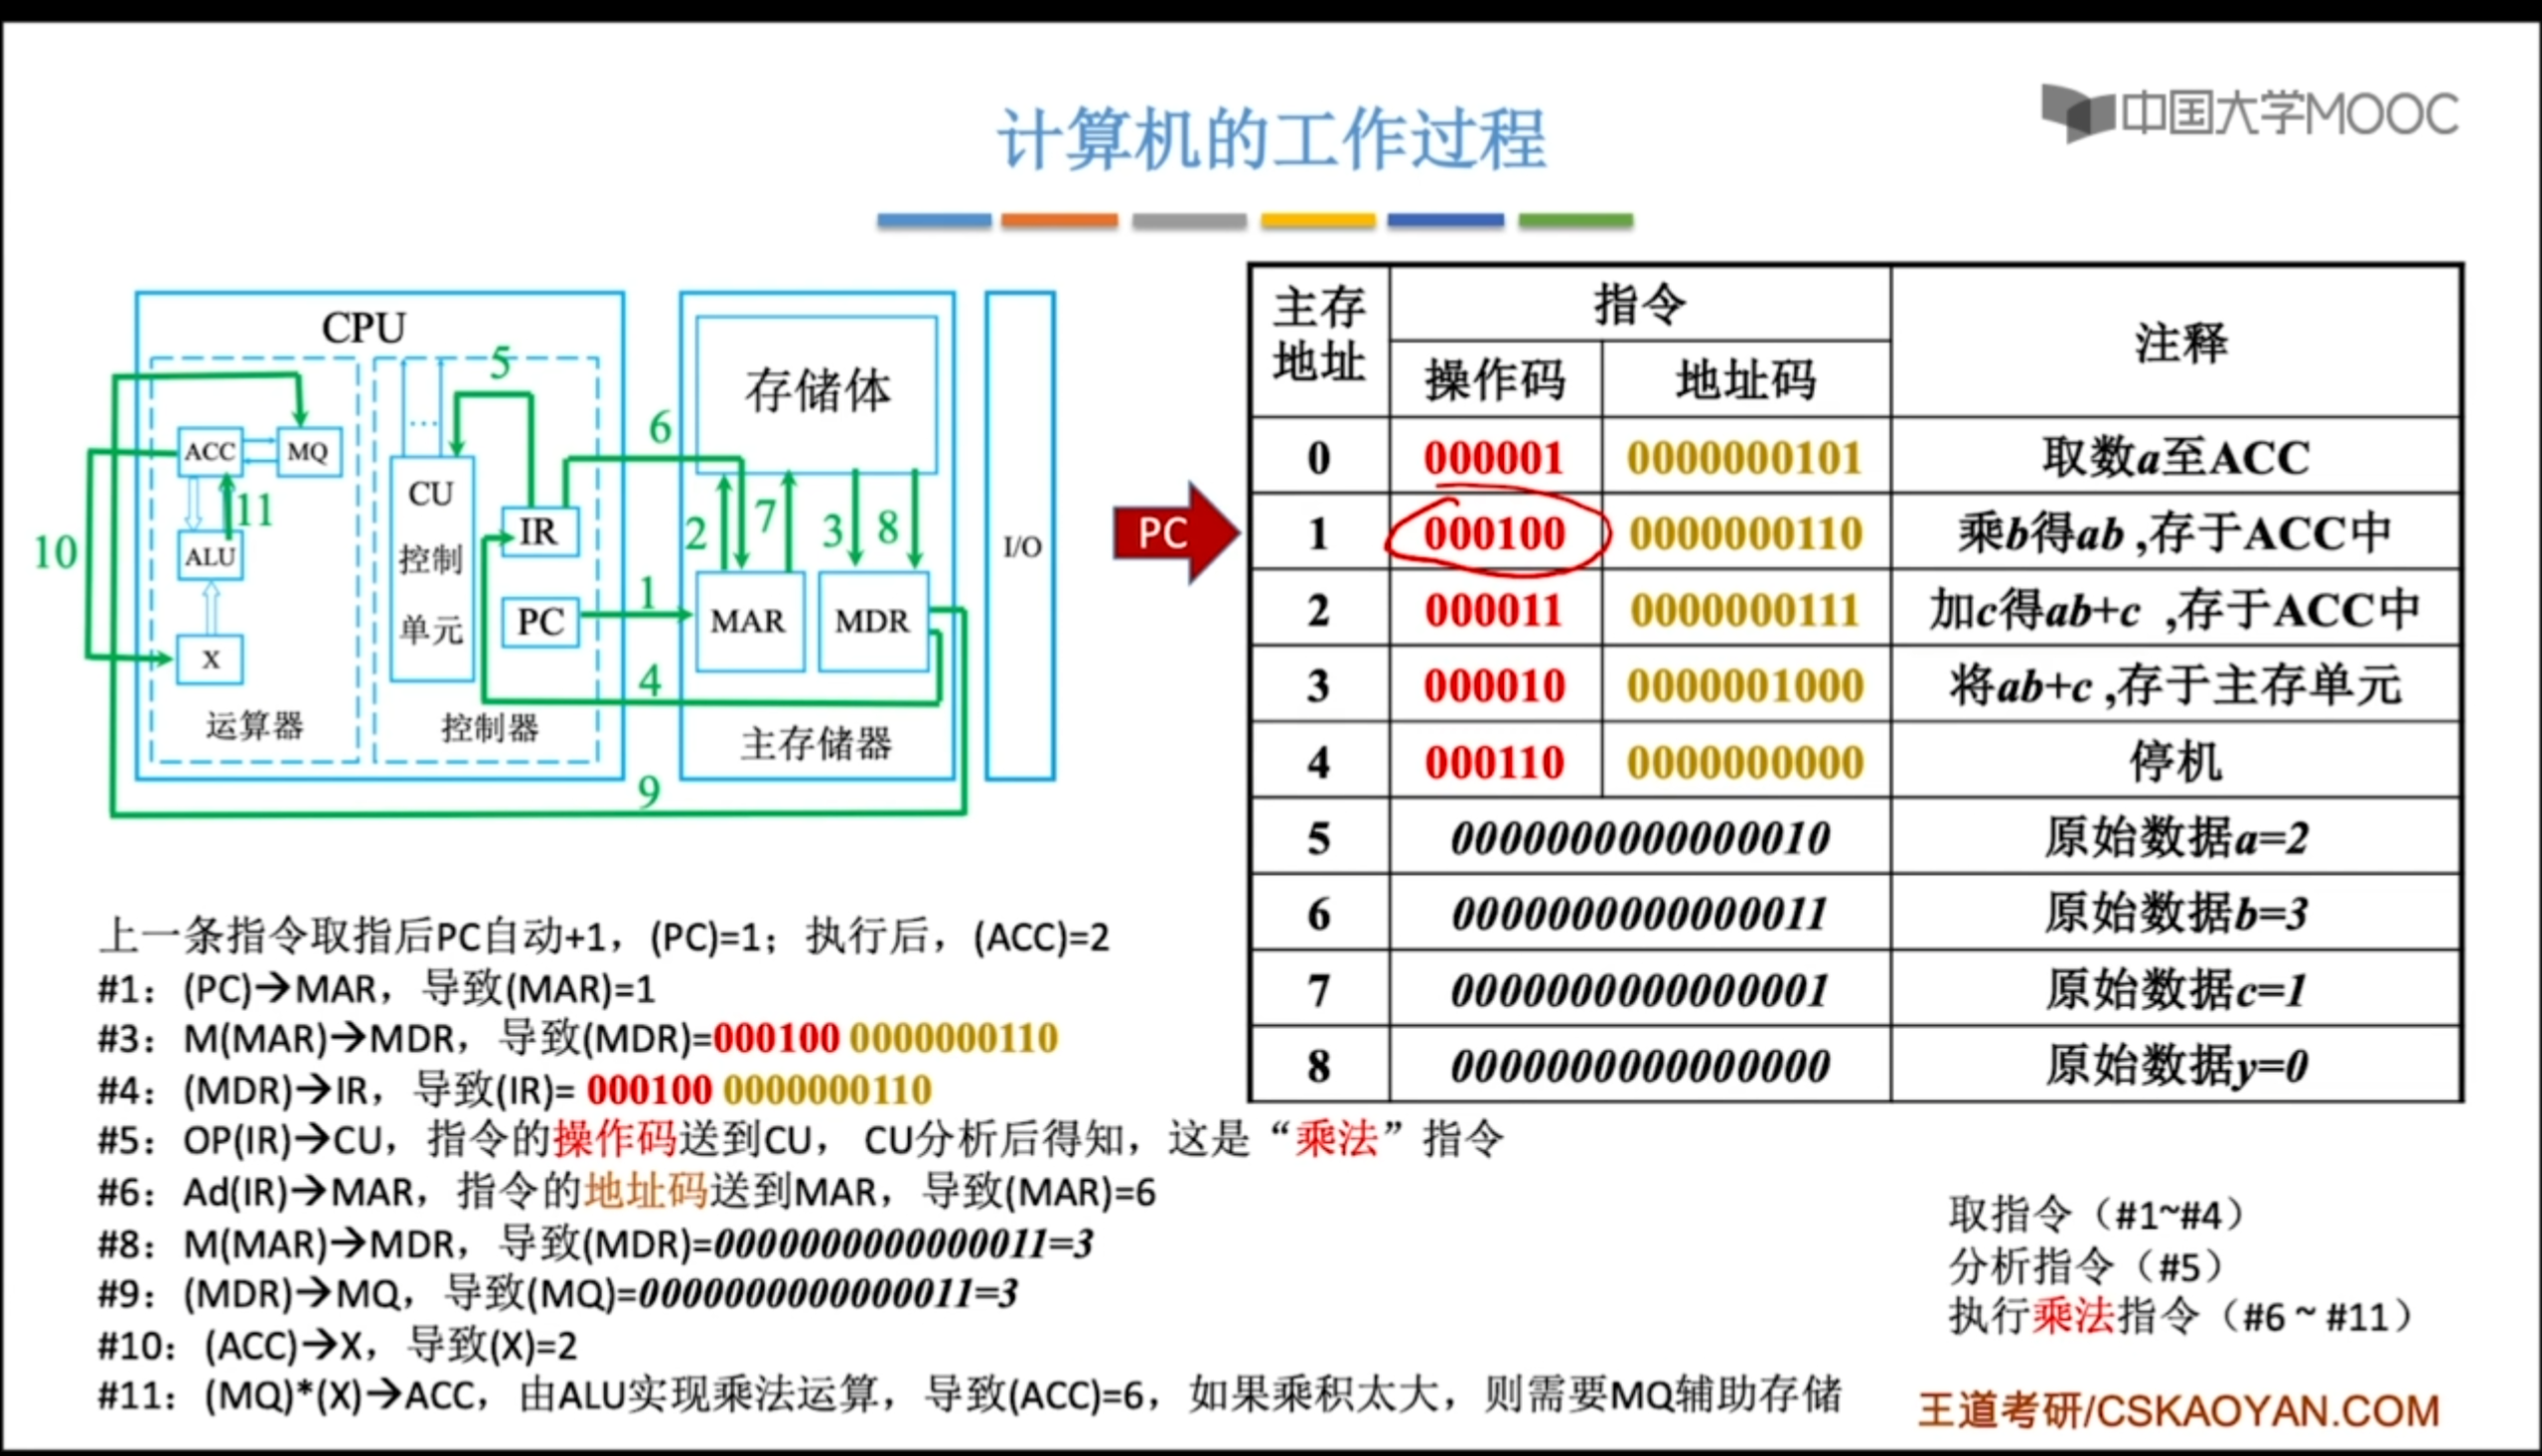 中国大学MOOC
计算机的工作过程
CPU
ACC
MQ
ALU
X
运算器
CU
控制
单元
...
IR
PC
控制器
存储体
MAR
MDR
主存储器
I/O
1
2
3
4
5
6
7
8
9
10
11
PC
主存地址 指令 注释
操作码 地址码
0 000001 0000000101 取数a至ACC
1 000100 0000000110 乘b得ab ,存于ACC中
2 000011 0000000111 加c得ab+c ,存于ACC中
3 000010 0000001000 将ab+c ,存于主存单元
4 000110 0000000000 停机
5 0000000000000010 原始数据a=2
6 0000000000000011 原始数据b=3
7 0000000000000001 原始数据c=1
8 0000000000000000 原始数据y=0
上一条指令取指后PC自动+1，(PC)=1；执行后，(ACC)=2
#1：(PC)→MAR，导致(MAR)=1
#3：M(MAR)→MDR，导致(MDR)=000100 0000000110
#4：(MDR)→IR，导致(IR)= 000100 0000000110
#5：OP(IR)→CU，指令的操作码送到CU， CU分析后得知，这是“乘法”指令
#6：Ad(IR)→MAR，指令的地址码送到MAR，导致(MAR)=6
#8：M(MAR)→MDR，导致(MDR)=0000000000000011=3
#9：(MDR)→MQ，导致(MQ)=0000000000000011=3
#10：(ACC)→X，导致(X)=2
#11：(MQ)*(X)→ACC，由ALU实现乘法运算，导致(ACC)=6，如果乘积太大，则需要MQ辅助存储
取指令（#1~#4）
分析指令（#5）
执行乘法指令（#6 ~ #11）
王道考研/CSKAOYAN.COM